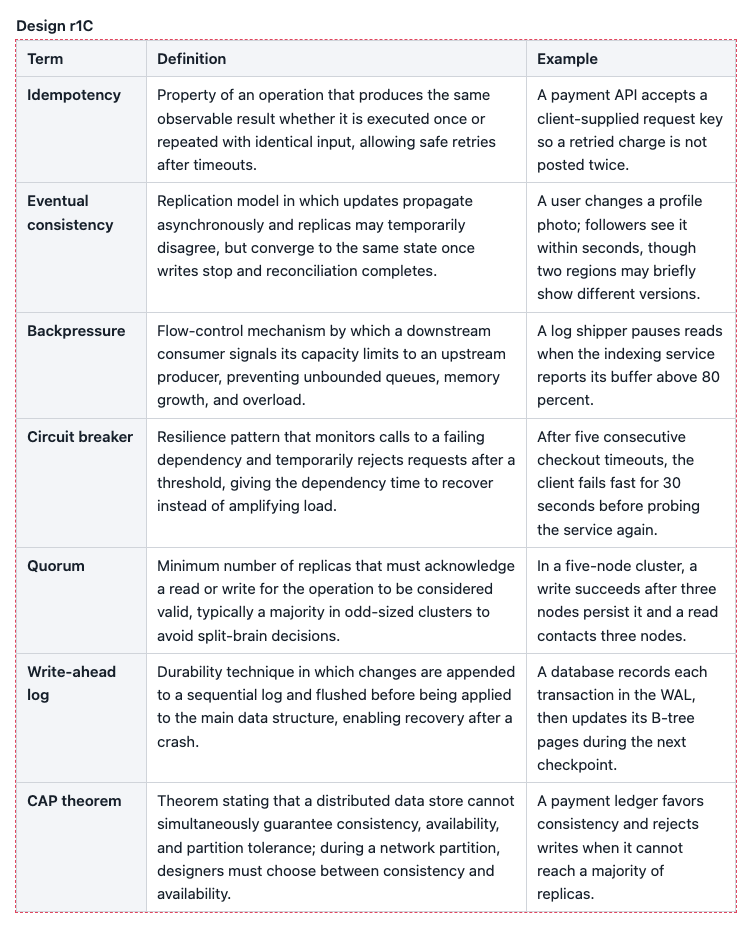 Design r1C
Term Definition Example
Idempotency
Property of an operation that produces the same
observable result whether it is executed once or
repeated with identical input, allowing safe retries
after timeouts.
A payment API accepts a
client-supplied request key
so a retried charge is not
posted twice.
Eventual
consistency
Replication model in which updates propagate
asynchronously and replicas may temporarily
disagree, but converge to the same state once
writes stop and reconciliation completes.
A user changes a profile
photo; followers see it
within seconds, though
two regions may briefly
show different versions.
Backpressure
Flow-control mechanism by which a downstream
consumer signals its capacity limits to an upstream
producer, preventing unbounded queues, memory
growth, and overload.
A log shipper pauses reads
when the indexing service
reports its buffer above 80
percent.
Circuit breaker
Resilience pattern that monitors calls to a failing
dependency and temporarily rejects requests after a
threshold, giving the dependency time to recover
instead of amplifying load.
After five consecutive
checkout timeouts, the
client fails fast for 30
seconds before probing
the service again.
Quorum
Minimum number of replicas that must acknowledge
a read or write for the operation to be considered
valid, typically a majority in odd-sized clusters to
avoid split-brain decisions.
In a five-node cluster, a
write succeeds after three
nodes persist it and a read
contacts three nodes.
Write-ahead
log
Durability technique in which changes are appended
to a sequential log and flushed before being applied
to the main data structure, enabling recovery after a
crash.
A database records each
transaction in the WAL,
then updates its B-tree
pages during the next
checkpoint.
CAP theorem
Theorem stating that a distributed data store cannot
simultaneously guarantee consistency, availability,
and partition tolerance; during a network partition,
designers must choose between consistency and
availability.
A payment ledger favors
consistency and rejects
writes when it cannot
reach a majority of
replicas.